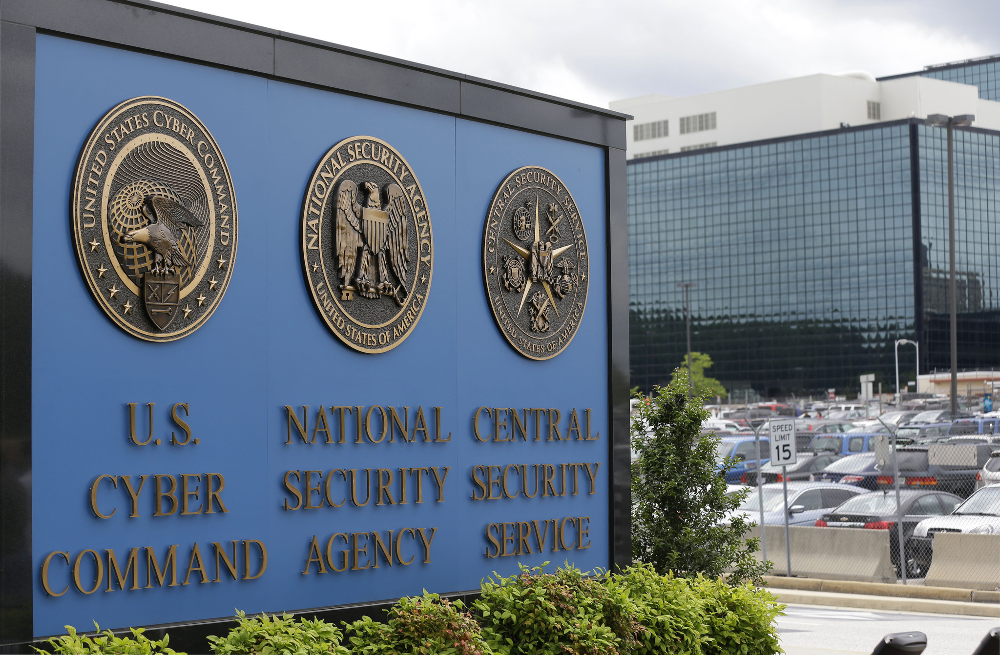 UNITED STATES CYBER COMMAND
NATIONAL SECURITY AGENCY
UNITED STATES OF AMERICA
CENTRAL SECURITY SERVICE
UNITED STATES OF AMERICA
U.S.
CYBER
COMMAND
NATIONAL
SECURITY
AGENCY
CENTRAL
SECURITY
SERVICE
SPEED
LIMIT
15